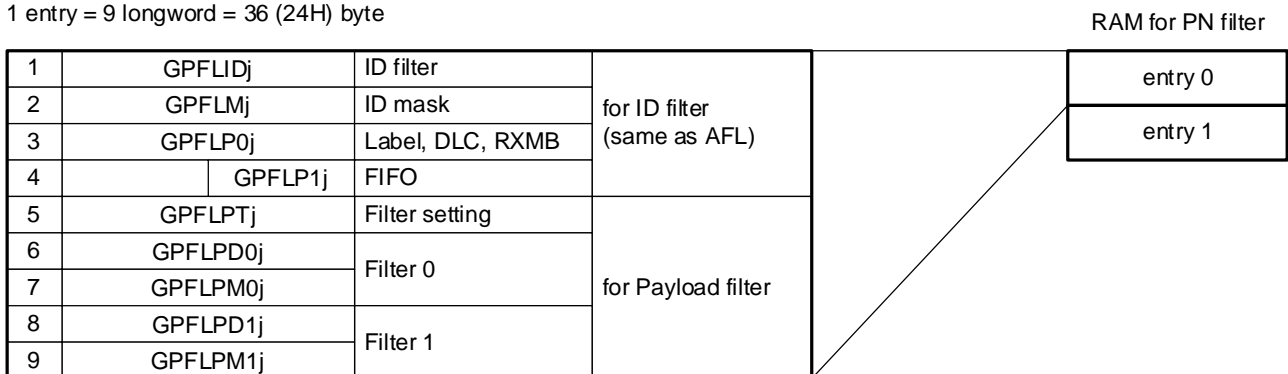 1 entry = 9 longword = 36 (24H) byte
RAM for PN filter
1 GPFLIDj ID filter
2 GPFLMj ID mask
3 GPFLP0j Label, DLC, RXMB
4 GPFLP1j FIFO
for ID filter
(same as AFL)
5 GPFLPTj Filter setting
6 GPFLPD0j
7 GPFLPM0j
Filter 0
8 GPFLPD1j
9 GPFLPM1j
Filter 1
for Payload filter
entry 0
entry 1